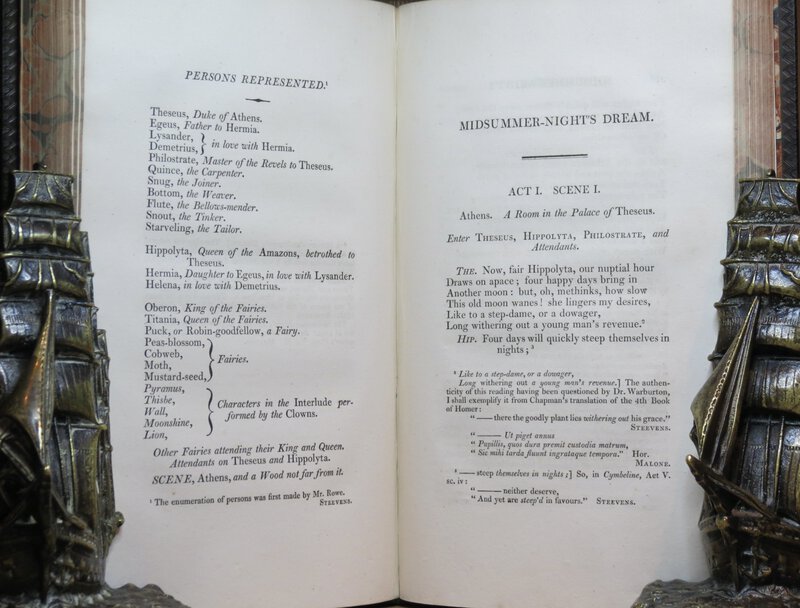 PERSONS REPRESENTED.¹
Theseus, Duke of Athens.
Egeus, Father to Hermia.
Lysander,
Demetrius, } in love with Hermia.
Philostrate, Master of the Revels to Theseus.
Quince, the Carpenter.
Snug, the Joiner.
Bottom, the Weaver.
Flute, the Bellows-mender.
Snout, the Tinker.
Starveling, the Tailor.
Hippolyta, Queen of the Amazons, betrothed to
Theseus.
Hermia, Daughter to Egeus, in love with Lysander.
Helena, in love with Demetrius.
Oberon, King of the Fairies.
Titania, Queen of the Fairies.
Puck, or Robin-goodfellow, a Fairy.
Peas-blossom,
Cobweb,
Moth, } Fairies.
Mustard-seed,
Pyramus,
Thisbe,
Wall, } Characters in the Interlude per-
Moonshine, formed by the Clowns.
Lion,
Other Fairies attending their King and Queen.
Attendants on Theseus and Hippolyta.
SCENE, Athens, and a Wood not far from it.
¹ The enumeration of persons was first made by Mr. Rowe.
STEEVENS.
MIDSUMMER-NIGHT'S DREAM.
ACT I. SCENE I.
Athens. A Room in the Palace of Theseus.
Enter THESEUS, HIPPOLYTA, PHILOSTRATE, and
Attendants.
THE. Now, fair Hippolyta, our nuptial hour
Draws on apace; four happy days bring in
Another moon: but, oh, methinks, how slow
This old moon wanes! she lingers my desires,
Like to a step-dame, or a dowager,
Long withering out a young man's revenue.²
HIP. Four days will quickly steep themselves in
nights;³
² Like to a step-dame, or a dowager,
Long withering out a young man's revenue.] The authen-
ticity of this reading having been questioned by Dr. Warburton,
I shall exemplify it from Chapman's translation of the 4th Book
of Homer:
"—— there the goodly plant lies withering out his grace."
STEEVENS.
"—— Ut piget annus
"Pupillis, quos dura premit custodia matrum,
"Sic mihi tarda fluunt ingrataque tempora." Hor.
MALONE.
³ —— steep themselves in nights;] So, in Cymbeline, Act V.
sc. iv:
"—— neither deserve,
"And yet are steep'd in favours." STEEVENS.